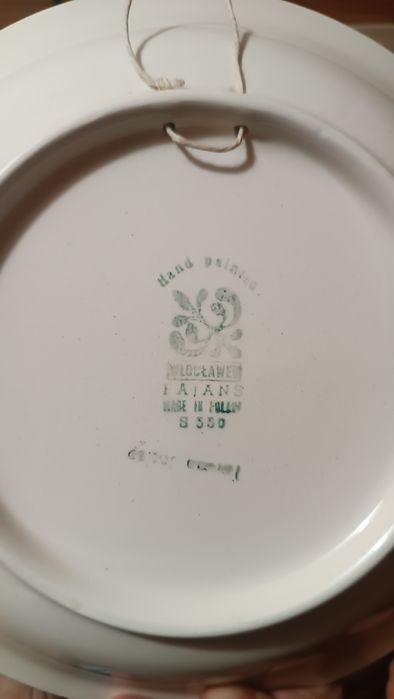 Hand painted
WŁOCŁAWEK
FAJANS
MADE IN POLAND
S 350